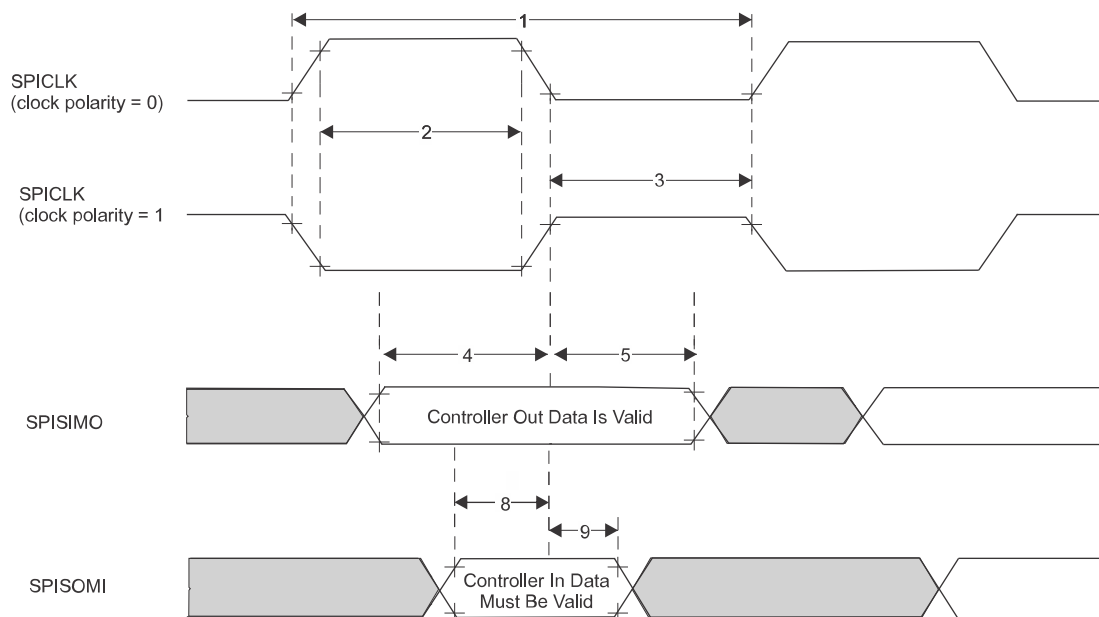 1
SPICLK
(clock polarity = 0)
2
3
SPICLK
(clock polarity = 1
4
5
SPISIMO
Controller Out Data Is Valid
8
9
SPISOMI
Controller In Data
Must Be Valid